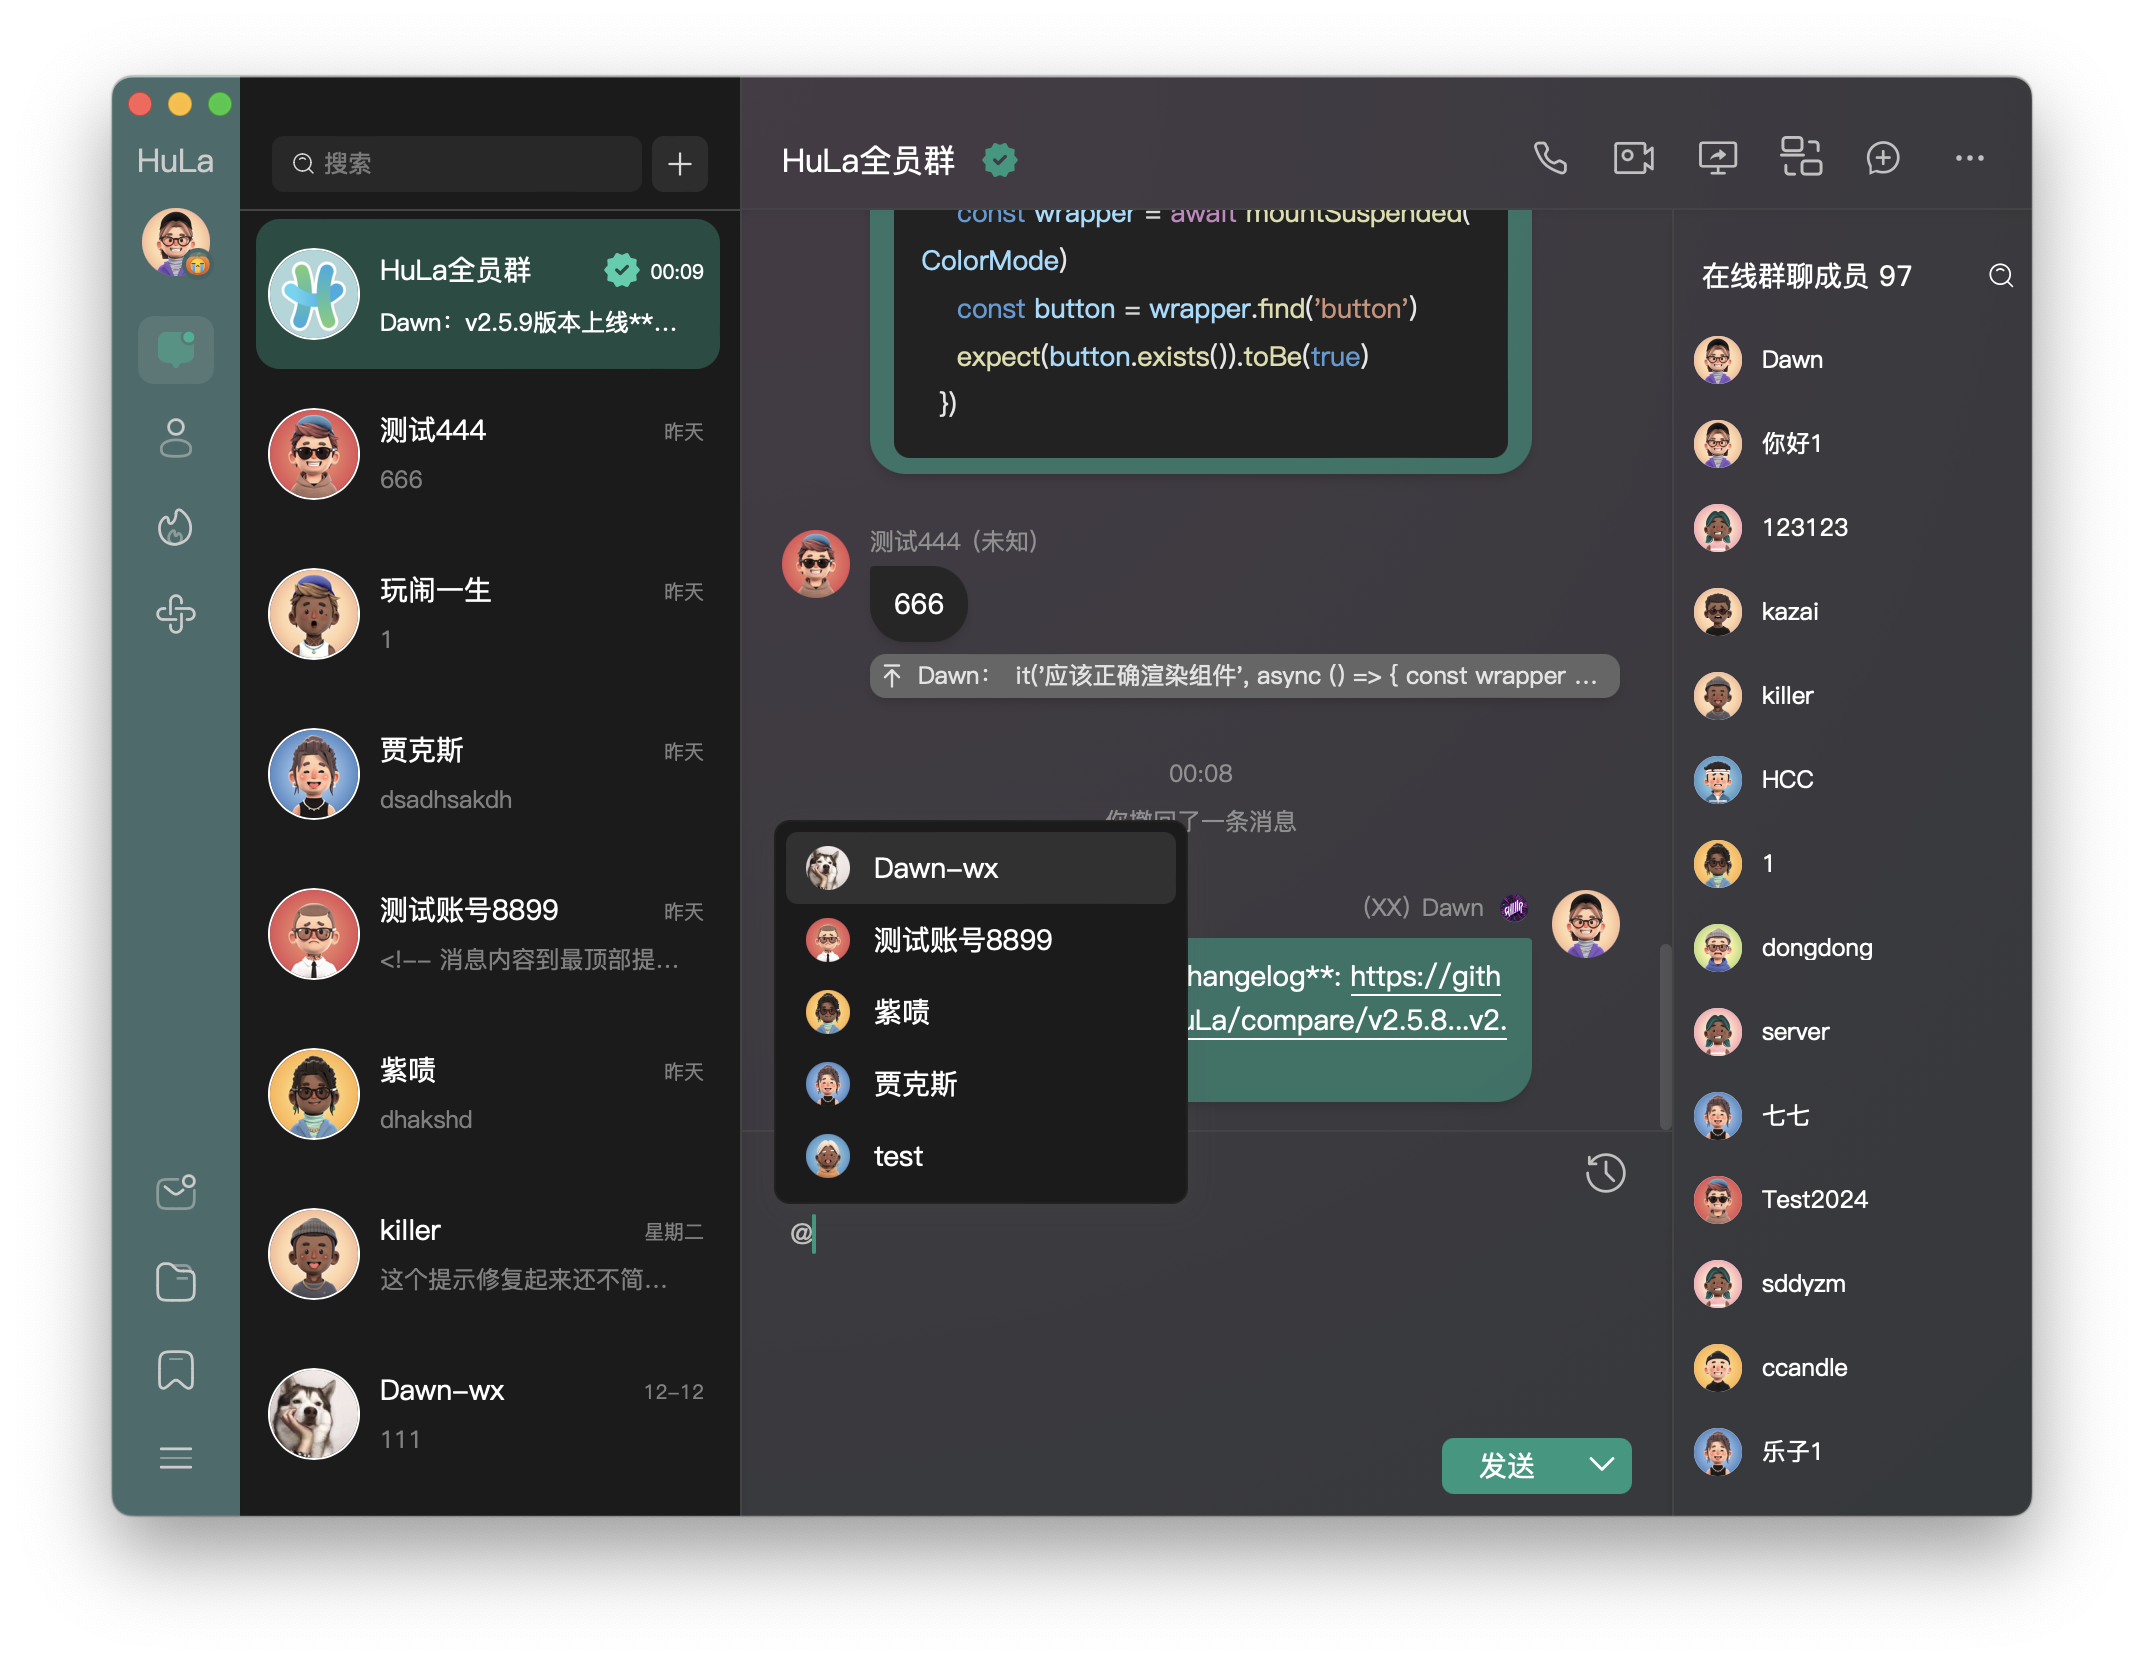 HuLa
搜索
HuLa全员群
00:09
Dawn：v2.5.9版本上线**...
测试444
昨天
666
玩闹一生
昨天
1
贾克斯
昨天
dsadhsakdh
测试账号8899
昨天
<!-- 消息内容到最顶部提...
紫啧
昨天
dhakshd
killer
星期二
这个提示修复起来还不简...
Dawn-wx
12-12
111
HuLa全员群
const wrapper = await mountSuspended(
ColorMode)
const button = wrapper.find('button')
expect(button.exists()).toBe(true)
})
测试444（未知）
666
Dawn： it('应该正确渲染组件', async () => { const wrapper ...
00:08
你撤回了一条消息
(XX) Dawn
hangelog**: https://gith
uLa/compare/v2.5.8...v2.
Dawn-wx
测试账号8899
紫啧
贾克斯
test
@
发送
在线群聊成员 97
Dawn
你好1
123123
kazai
killer
HCC
1
dongdong
server
七七
Test2024
sddyzm
ccandle
乐子1